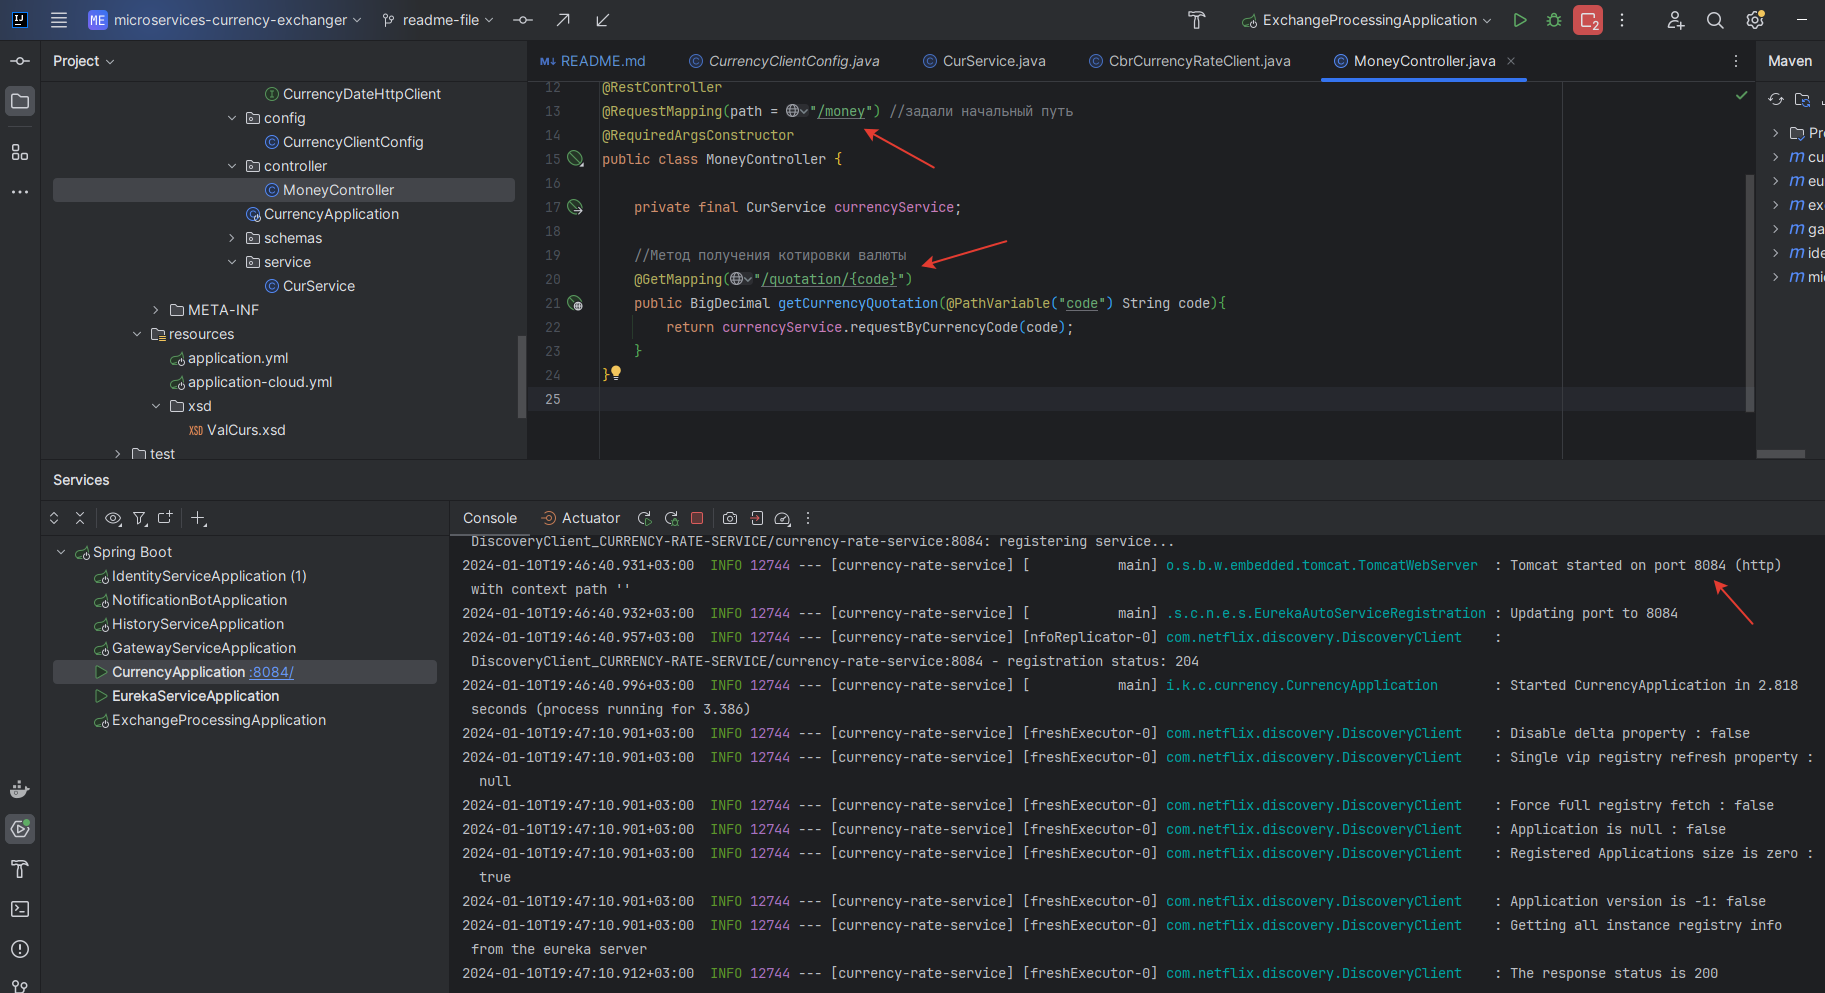 IJ ME microservices-currency-exchanger readme-file ExchangeProcessingApplication 2
Project
README.md CurrencyClientConfig.java CurService.java CbrCurrencyRateClient.java MoneyController.java Maven
CurrencyDateHttpClient
config
CurrencyClientConfig
controller
MoneyController
CurrencyApplication
schemas
service
CurService
META-INF
resources
application.yml
application-cloud.yml
xsd
XSD ValCurs.xsd
test
12 @RestController
13 @RequestMapping(path = "/money") //задали начальный путь
14 @RequiredArgsConstructor
15 public class MoneyController {
16
17 private final CurService currencyService;
18
19 //Метод получения котировки валюты
20 @GetMapping("/quotation/{code}")
21 public BigDecimal getCurrencyQuotation(@PathVariable("code") String code){
22 return currencyService.requestByCurrencyCode(code);
23 }
24 }
25
Pr
m cu
m eu
m ex
m ga
m ide
m mi
Services
Console Actuator
Spring Boot
IdentityServiceApplication (1)
NotificationBotApplication
HistoryServiceApplication
GatewayServiceApplication
CurrencyApplication :8084/
EurekaServiceApplication
ExchangeProcessingApplication
DiscoveryClient_CURRENCY-RATE-SERVICE/currency-rate-service:8084: registering service...
2024-01-10T19:46:40.931+03:00 INFO 12744 --- [currency-rate-service] [ main] o.s.b.w.embedded.tomcat.TomcatWebServer : Tomcat started on port 8084 (http)
with context path ''
2024-01-10T19:46:40.932+03:00 INFO 12744 --- [currency-rate-service] [ main] .s.c.n.e.s.EurekaAutoServiceRegistration : Updating port to 8084
2024-01-10T19:46:40.957+03:00 INFO 12744 --- [currency-rate-service] [nfoReplicator-0] com.netflix.discovery.DiscoveryClient :
DiscoveryClient_CURRENCY-RATE-SERVICE/currency-rate-service:8084 - registration status: 204
2024-01-10T19:46:40.996+03:00 INFO 12744 --- [currency-rate-service] [ main] i.k.c.currency.CurrencyApplication : Started CurrencyApplication in 2.818
seconds (process running for 3.386)
2024-01-10T19:47:10.901+03:00 INFO 12744 --- [currency-rate-service] [freshExecutor-0] com.netflix.discovery.DiscoveryClient : Disable delta property : false
2024-01-10T19:47:10.901+03:00 INFO 12744 --- [currency-rate-service] [freshExecutor-0] com.netflix.discovery.DiscoveryClient : Single vip registry refresh property :
null
2024-01-10T19:47:10.901+03:00 INFO 12744 --- [currency-rate-service] [freshExecutor-0] com.netflix.discovery.DiscoveryClient : Force full registry fetch : false
2024-01-10T19:47:10.901+03:00 INFO 12744 --- [currency-rate-service] [freshExecutor-0] com.netflix.discovery.DiscoveryClient : Application is null : false
2024-01-10T19:47:10.901+03:00 INFO 12744 --- [currency-rate-service] [freshExecutor-0] com.netflix.discovery.DiscoveryClient : Registered Applications size is zero :
true
2024-01-10T19:47:10.901+03:00 INFO 12744 --- [currency-rate-service] [freshExecutor-0] com.netflix.discovery.DiscoveryClient : Application version is -1: false
2024-01-10T19:47:10.901+03:00 INFO 12744 --- [currency-rate-service] [freshExecutor-0] com.netflix.discovery.DiscoveryClient : Getting all instance registry info
from the eureka server
2024-01-10T19:47:10.912+03:00 INFO 12744 --- [currency-rate-service] [freshExecutor-0] com.netflix.discovery.DiscoveryClient : The response status is 200